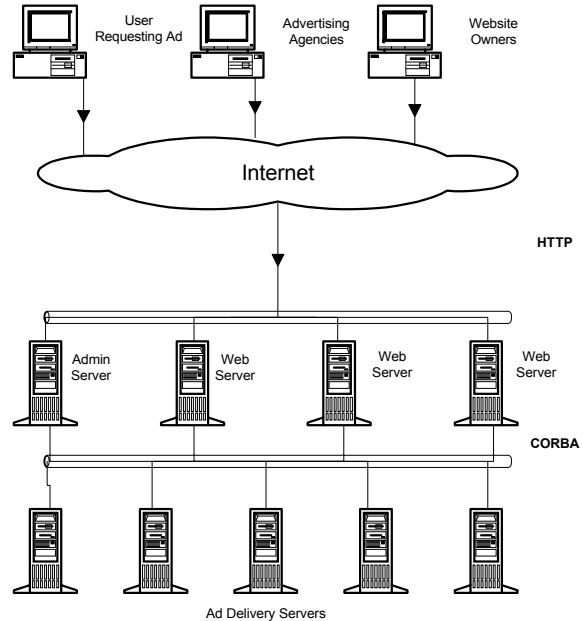 User
Requesting Ad
Advertising
Agencies
Website
Owners
Internet
HTTP
Admin
Server
Web
Server
Web
Server
Web
Server
CORBA
Ad Delivery Servers